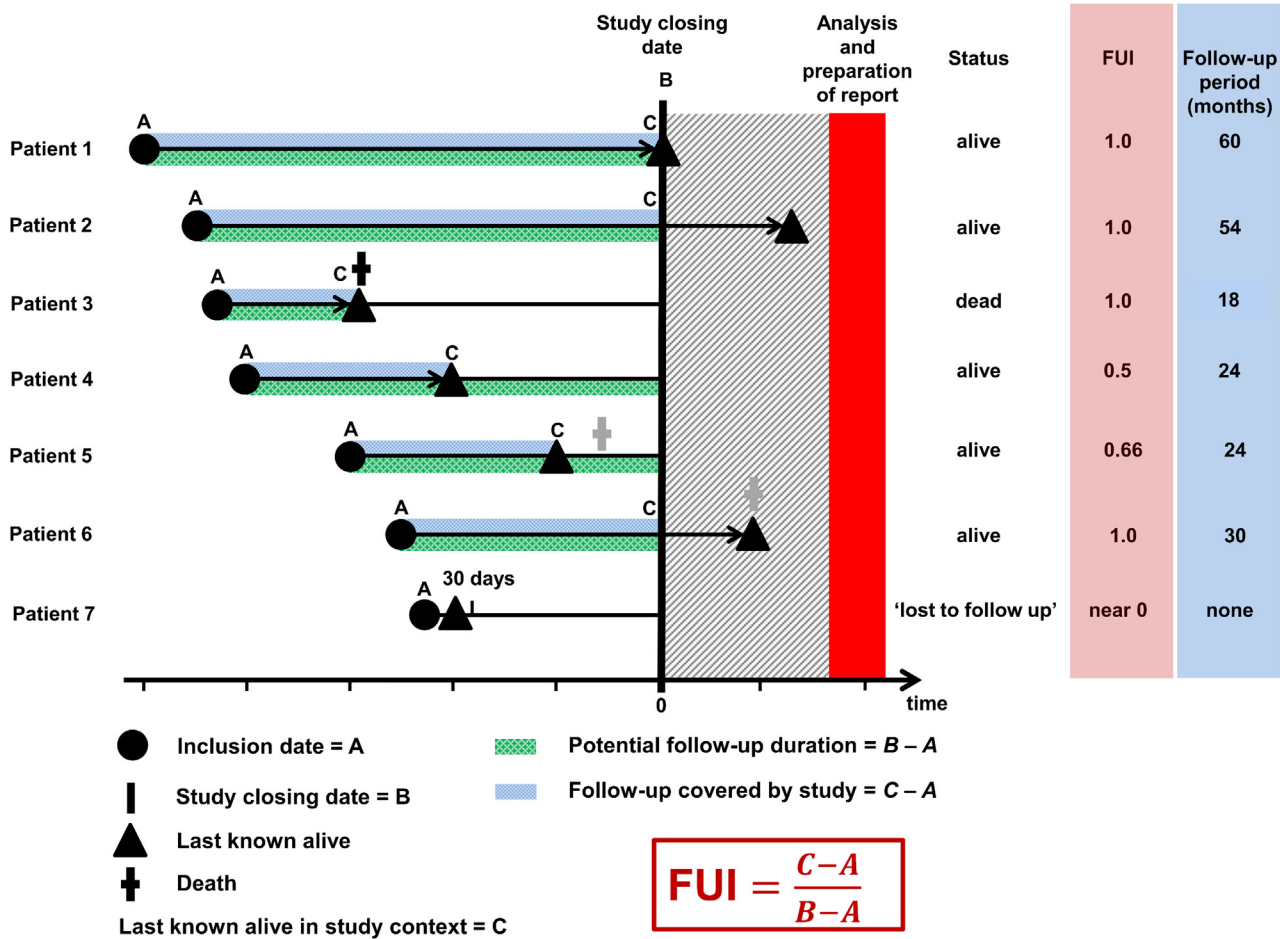 Study closing
date
Analysis
and
preparation
of report
Status
FUI
Follow-up
period
(months)
B
Patient 1
A
C
alive
1.0
60
Patient 2
A
C
alive
1.0
54
Patient 3
A
C
dead
1.0
18
Patient 4
A
C
alive
0.5
24
Patient 5
A
C
alive
0.66
24
Patient 6
A
C
alive
1.0
30
Patient 7
A
30 days
‘lost to follow up’
near 0
none
0
time
Inclusion date = A
Potential follow-up duration = B – A
Study closing date = B
Follow-up covered by study = C – A
Last known alive
Death
Last known alive in study context = C
FUI = C–A / B–A